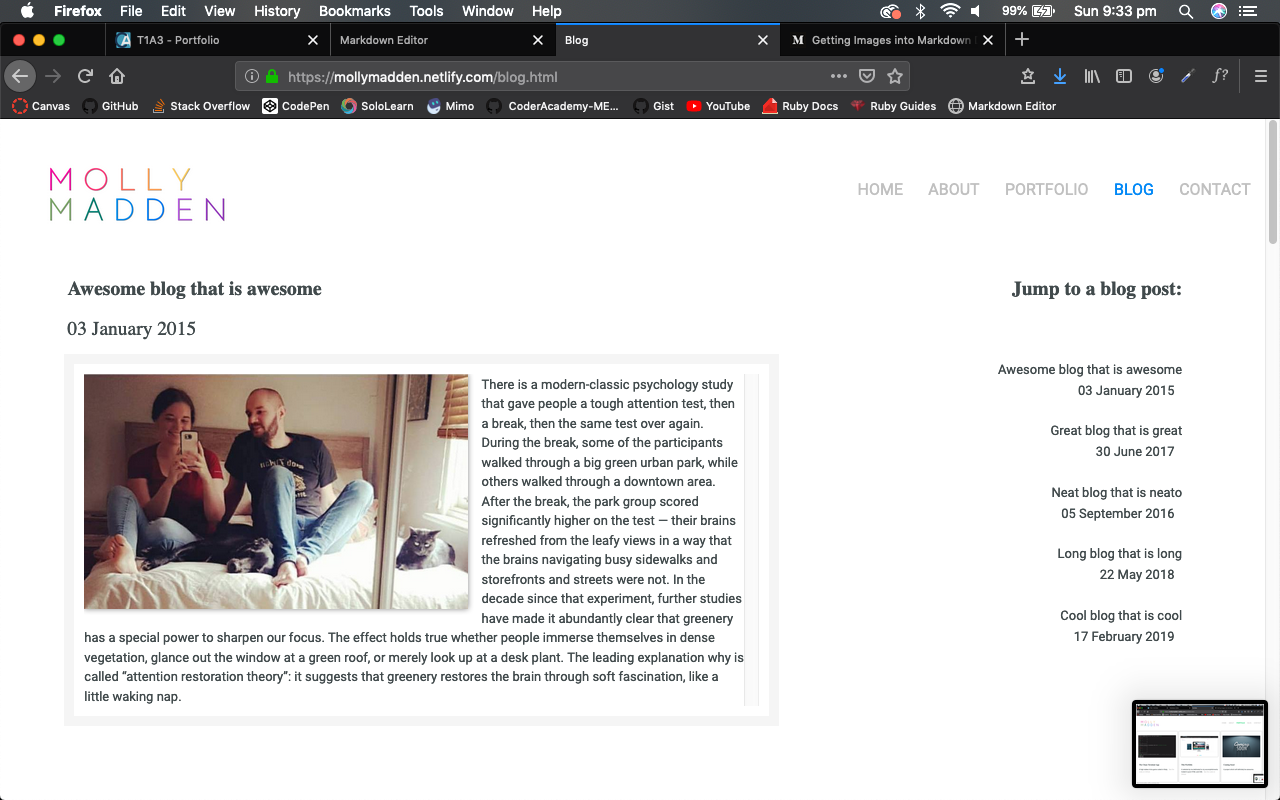 Firefox File Edit View History Bookmarks Tools Window Help 99% Sun 9:33 pm
T1A3 - Portfolio Markdown Editor Blog Getting Images into Markdown
https://mollymadden.netlify.com/blog.html
Canvas GitHub Stack Overflow CodePen SoloLearn Mimo CoderAcademy-ME... Gist YouTube Ruby Docs Ruby Guides Markdown Editor
MOLLY
MADDEN
HOME ABOUT PORTFOLIO BLOG CONTACT
Awesome blog that is awesome
03 January 2015
There is a modern-classic psychology study
that gave people a tough attention test, then
a break, then the same test over again.
During the break, some of the participants
walked through a big green urban park, while
others walked through a downtown area.
After the break, the park group scored
significantly higher on the test — their brains
refreshed from the leafy views in a way that
the brains navigating busy sidewalks and
storefronts and streets were not. In the
decade since that experiment, further studies
have made it abundantly clear that greenery
has a special power to sharpen our focus. The effect holds true whether people immerse themselves in dense
vegetation, glance out the window at a green roof, or merely look up at a desk plant. The leading explanation why is
called “attention restoration theory”: it suggests that greenery restores the brain through soft fascination, like a
little waking nap.
Jump to a blog post:
Awesome blog that is awesome
03 January 2015
Great blog that is great
30 June 2017
Neat blog that is neato
05 September 2016
Long blog that is long
22 May 2018
Cool blog that is cool
17 February 2019